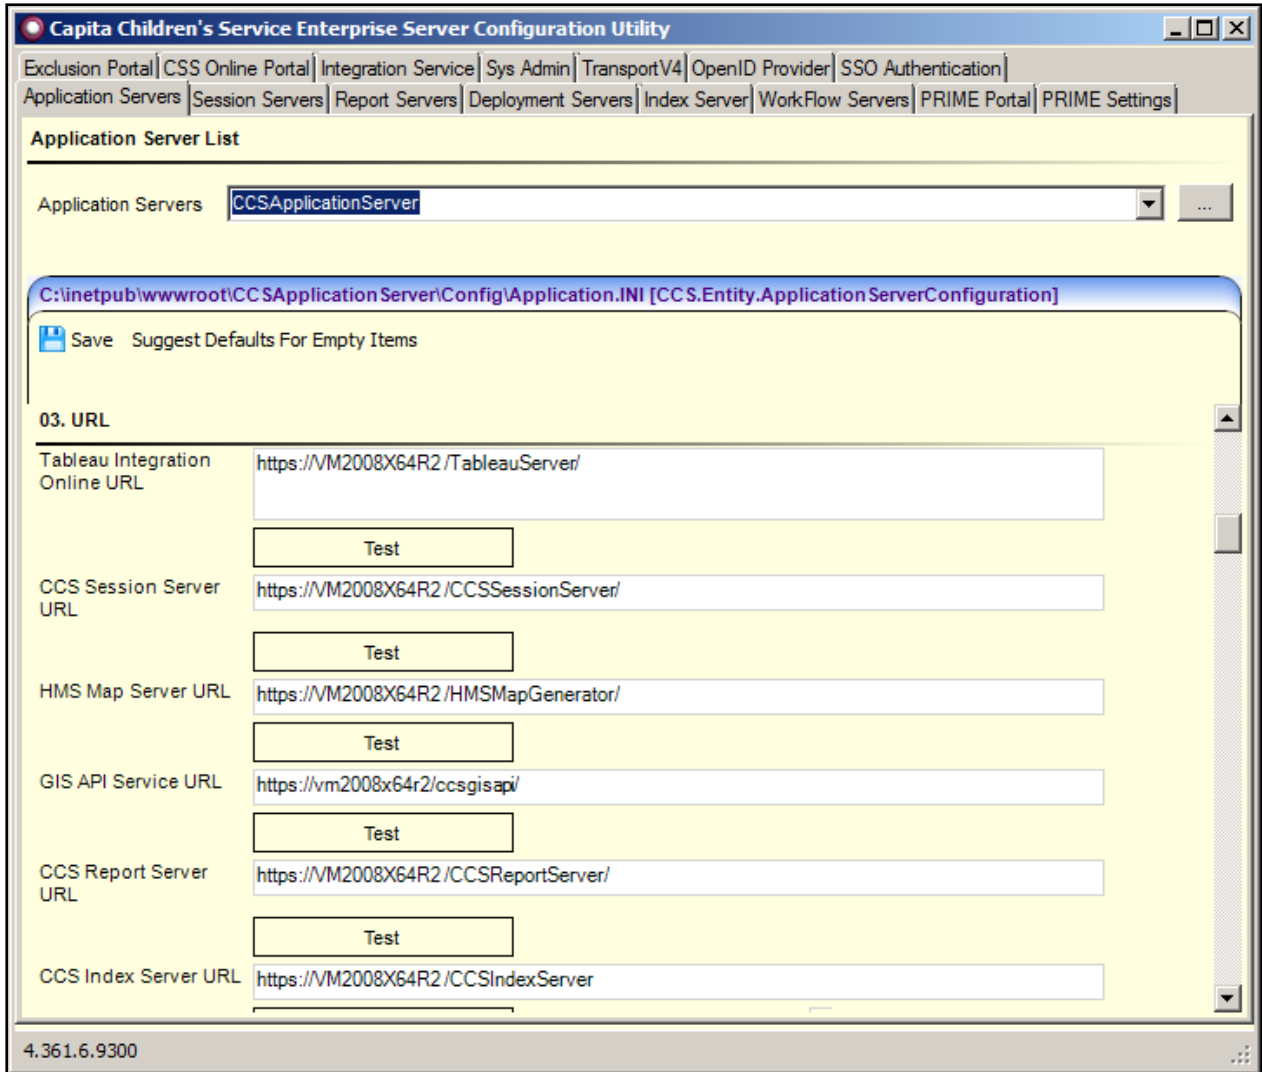 Capita Children's Service Enterprise Server Configuration Utility
Exclusion Portal CSS Online Portal Integration Service Sys Admin TransportV4 OpenID Provider SSO Authentication
Application Servers Session Servers Report Servers Deployment Servers Index Server WorkFlow Servers PRIME Portal PRIME Settings
Application Server List
Application Servers CCSApplicationServer ...
C:\inetpub\wwwroot\CCSApplicationServer\Config\Application.INI [CCS.Entity.ApplicationServerConfiguration]
Save Suggest Defaults For Empty Items
03. URL
Tableau Integration
Online URL
https://VM2008X64R2/TableauServer/
Test
CCS Session Server
URL
https://VM2008X64R2/CCSSessionServer/
Test
HMS Map Server URL https://VM2008X64R2/HMSMapGenerator/
Test
GIS API Service URL https://vm2008x64r2/ccsgisapi/
Test
CCS Report Server
URL
https://VM2008X64R2/CCSReportServer/
Test
CCS Index Server URL https://VM2008X64R2/CCSIndexServer
4.361.6.9300